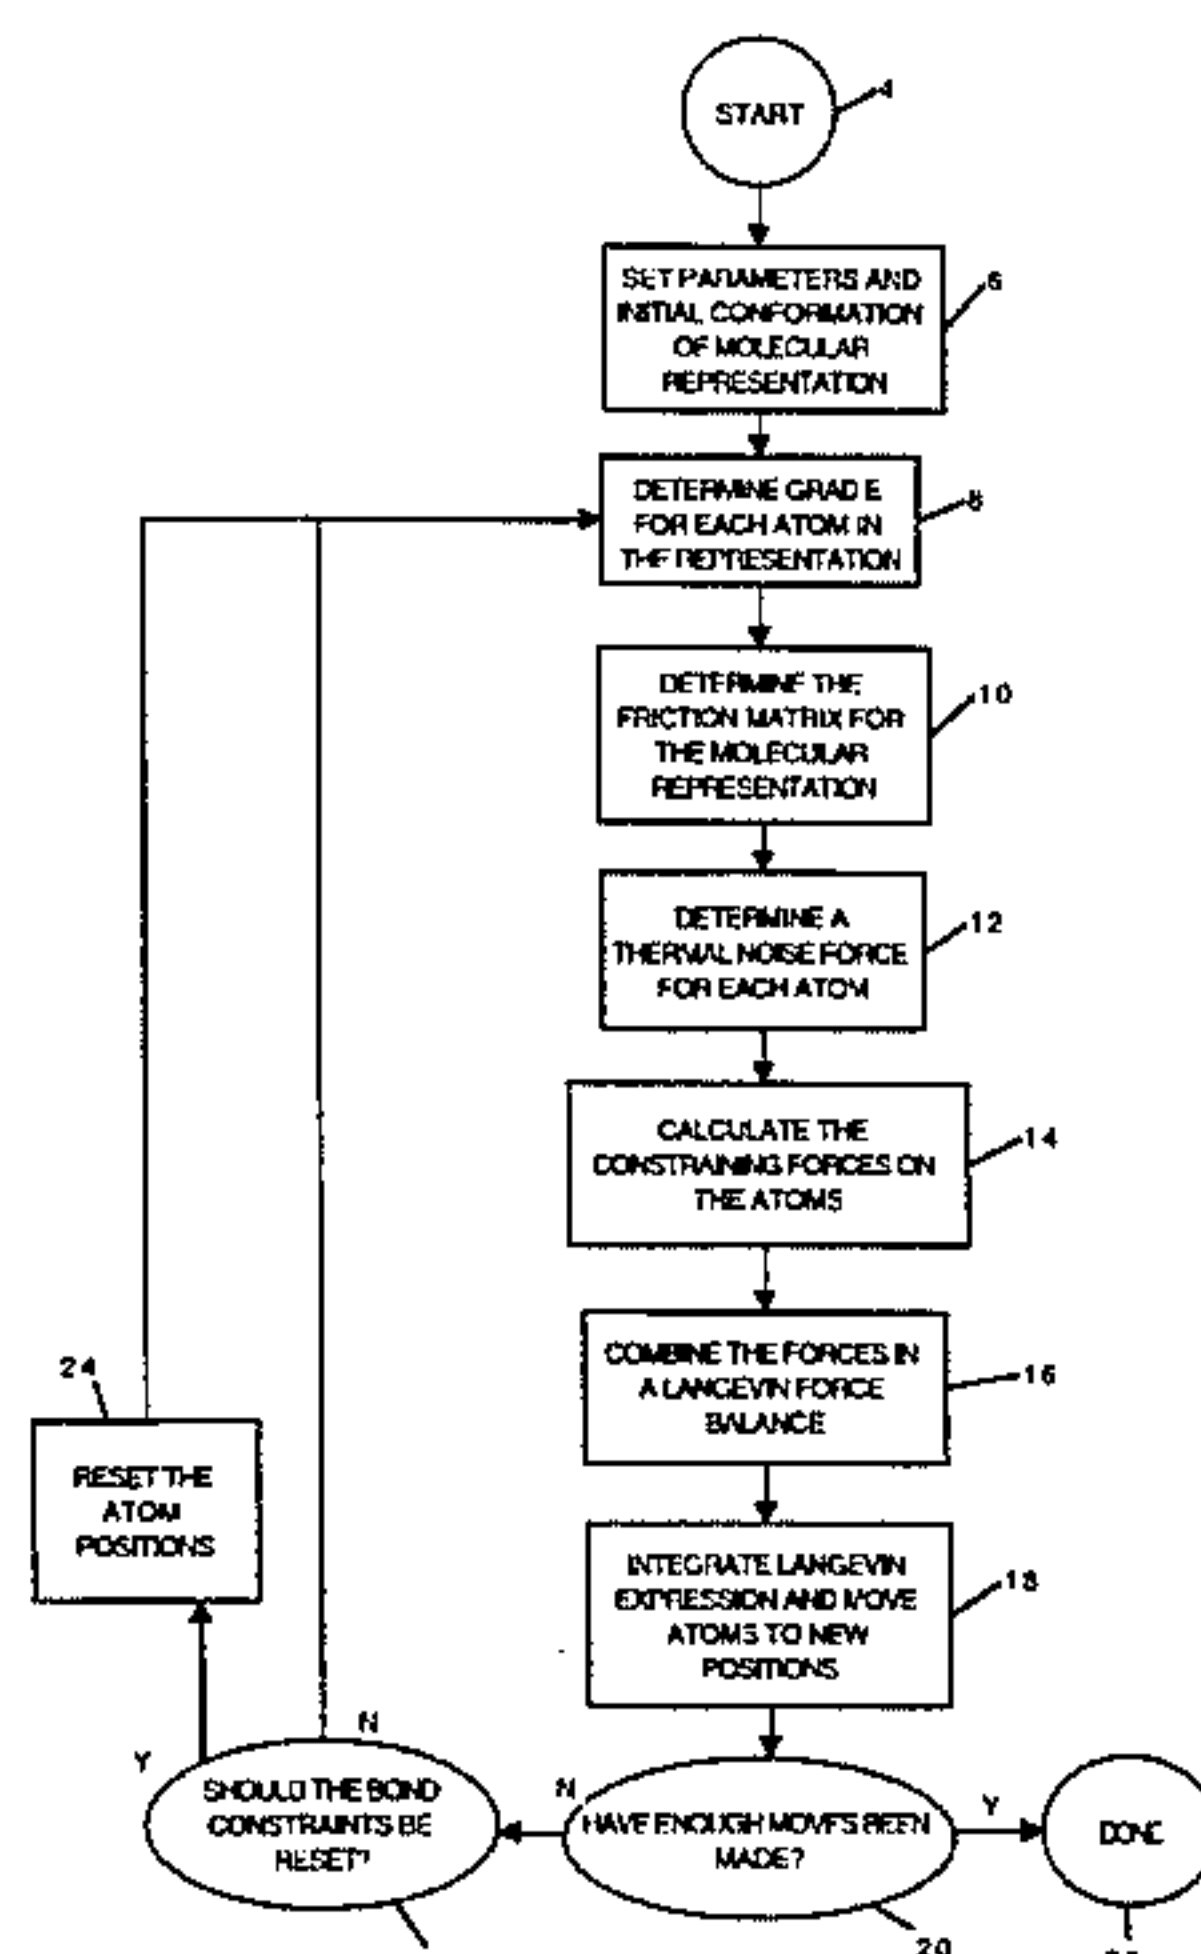 START
4
SET PARAMETERS AND
INITIAL CONFORMATION
OF MOLECULAR
REPRESENTATION
6
DETERMINE GRAD E
FOR EACH ATOM IN
THE REPRESENTATION
8
DETERMINE THE
FRICTION MATRIX FOR
THE MOLECULAR
REPRESENTATION
10
DETERMINE A
THERMAL NOISE FORCE
FOR EACH ATOM
12
CALCULATE THE
CONSTRAINING FORCES ON
THE ATOMS
14
COMBINE THE FORCES IN
A LANGEVIN FORCE
BALANCE
16
24
RESET THE
ATOM
POSITIONS
INTEGRATE LANGEVIN
EXPRESSION AND MOVE
ATOMS TO NEW
POSITIONS
18
Y
N
SHOULD THE BOND
CONSTRAINTS BE
RESET?
N
HAVE ENOUGH MOVES BEEN
MADE?
Y
DONE
20